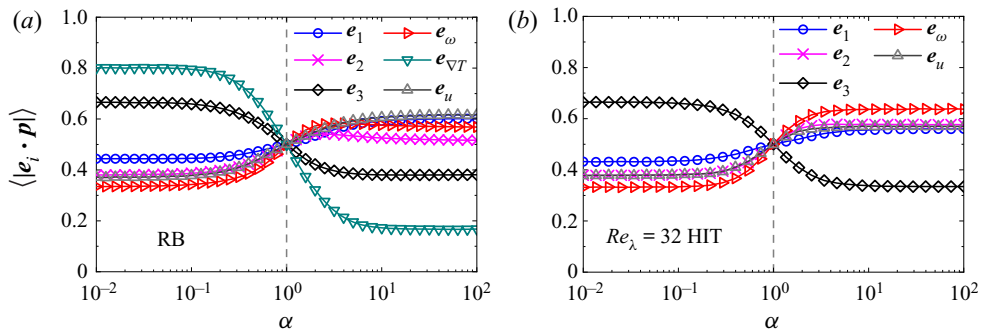 (a)
1.0
0.8
0.6
0.4
0.2
0
⟨|e_i · p|⟩
e_1
e_2
e_3
e_ω
e_∇T
e_u
RB
10^−2
10^−1
10^0
10^1
10^2
α
(b)
1.0
0.8
0.6
0.4
0.2
0
e_1
e_2
e_3
e_ω
e_u
Re_λ = 32 HIT
10^−2
10^−1
10^0
10^1
10^2
α